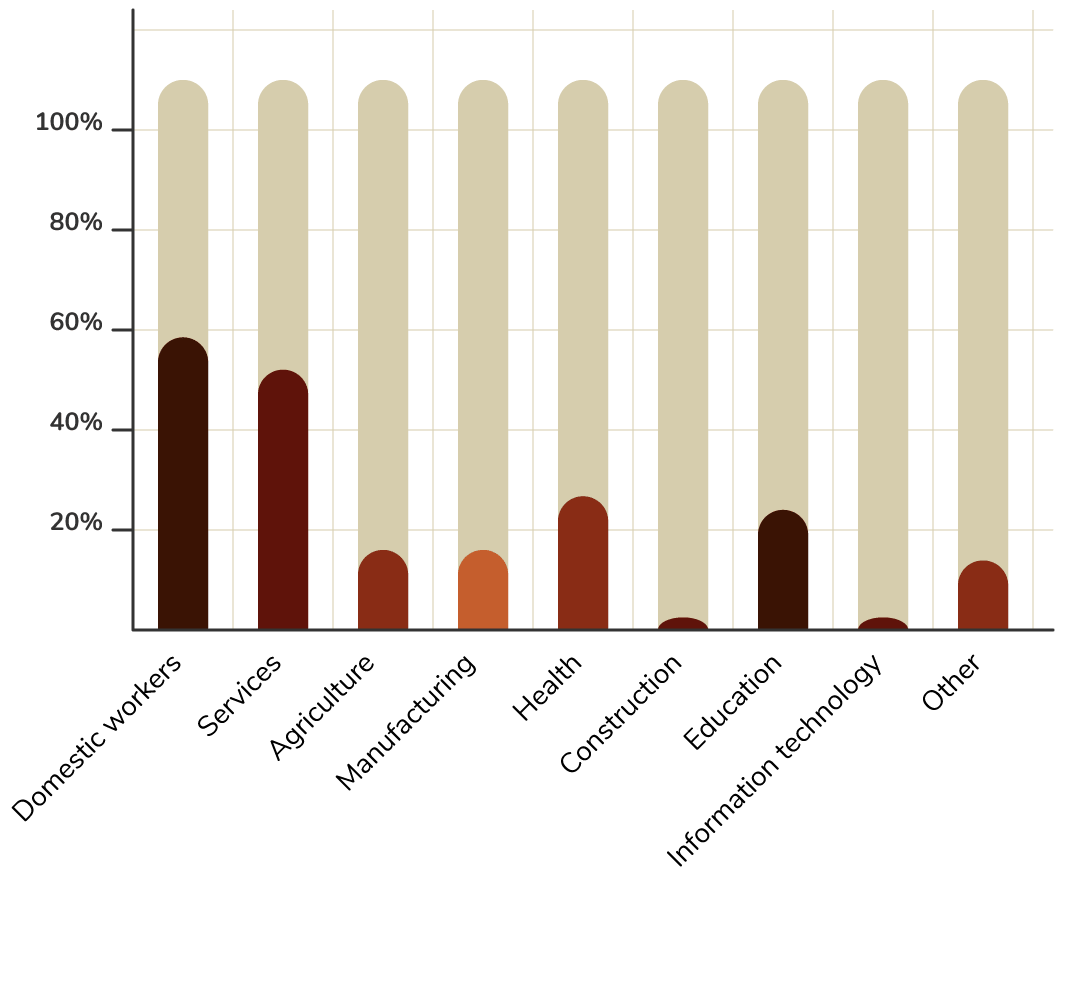 100%
80%
60%
40%
20%
Domestic workers
Services
Agriculture
Manufacturing
Health
Construction
Education
Information technology
Other